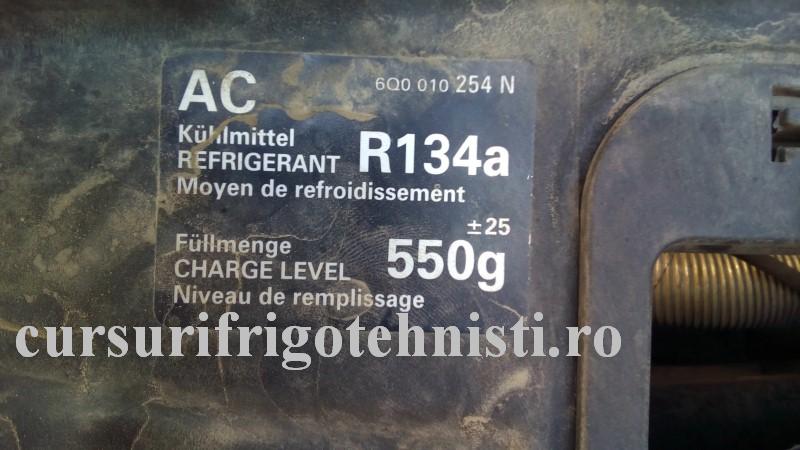 AC 6Q0 010 254 N
Kühlmittel
REFRIGERANT R134a
Moyen de refroidissement
±25
Füllmenge
CHARGE LEVEL 550g
Niveau de remplissage
cursurifrigotehnisti.ro